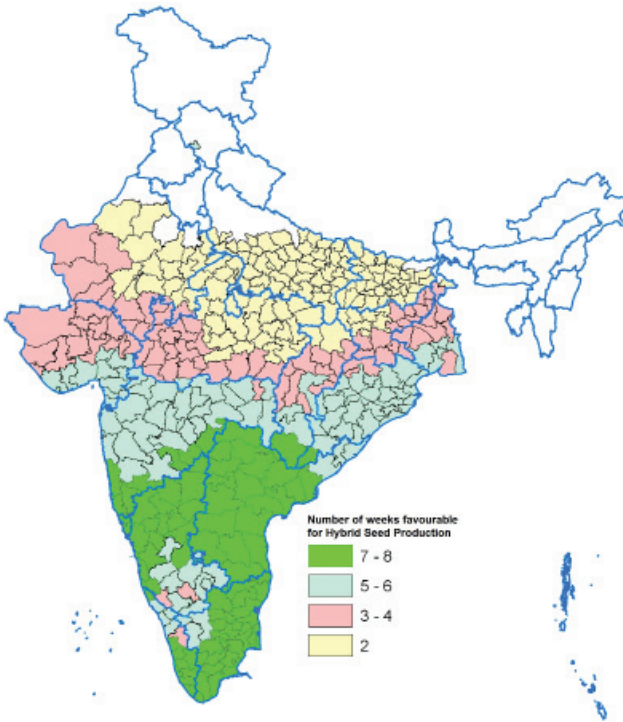 Number of weeks favourable
for Hybrid Seed Production
7 - 8
5 - 6
3 - 4
2